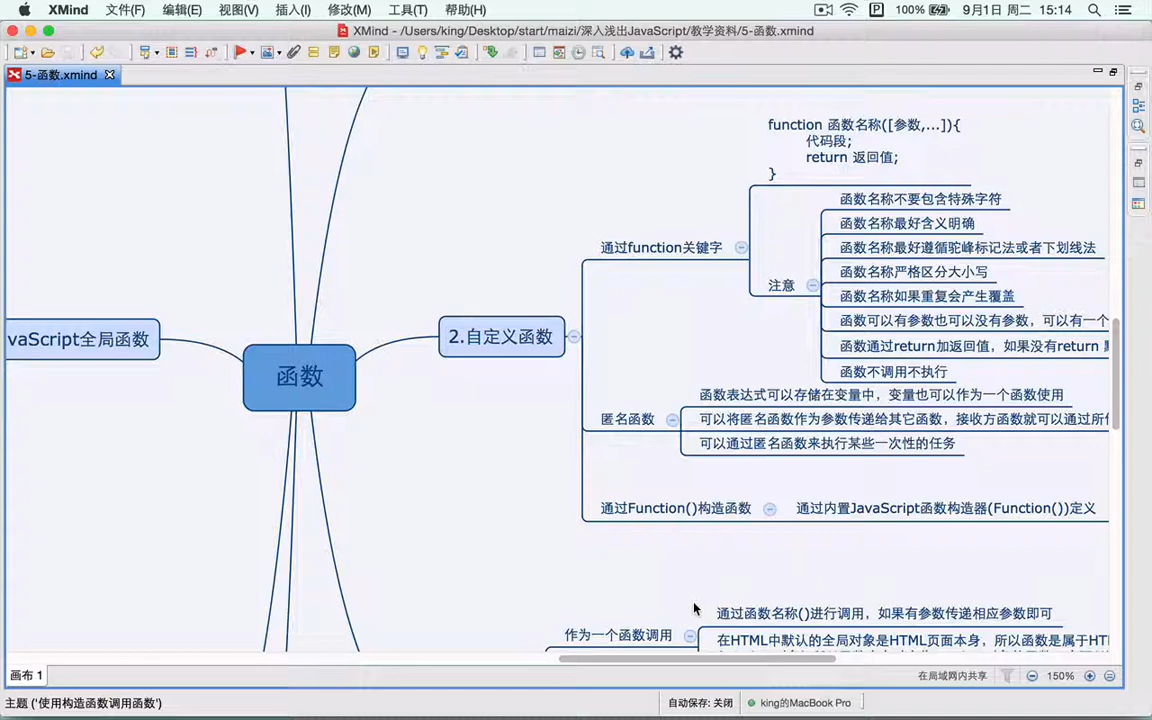 XMind 文件(F) 编辑(E) 视图(V) 插入(I) 修改(M) 工具(T) 帮助(H) 100% 9月1日 周二 15:14
XMind - /Users/king/Desktop/start/maizi/深入浅出JavaScript/教学资料/5-函数.xmind
5-函数.xmind
function 函数名称([参数,...]){
代码段;
return 返回值;
}
函数名称不要包含特殊字符
函数名称最好含义明确
通过function关键字
函数名称最好遵循驼峰标记法或者下划线法
函数名称严格区分大小写
注意
函数名称如果重复会产生覆盖
函数可以有参数也可以没有参数，可以有一个
vaScript全局函数
2.自定义函数
函数通过return加返回值，如果没有return
函数不调用不执行
函数
函数表达式可以存储在变量中，变量也可以作为一个函数使用
匿名函数
可以将匿名函数作为参数传递给其它函数，接收方函数就可以通过所
可以通过匿名函数来执行某些一次性的任务
通过Function()构造函数
通过内置JavaScript函数构造器(Function())定义
通过函数名称()进行调用，如果有参数传递相应参数即可
作为一个函数调用
在HTML中默认的全局对象是HTML页面本身，所以函数是属于HT
画布 1
在局域网内共享
150%
主题 ('使用构造函数调用函数')
自动保存: 关闭
king的MacBook Pro